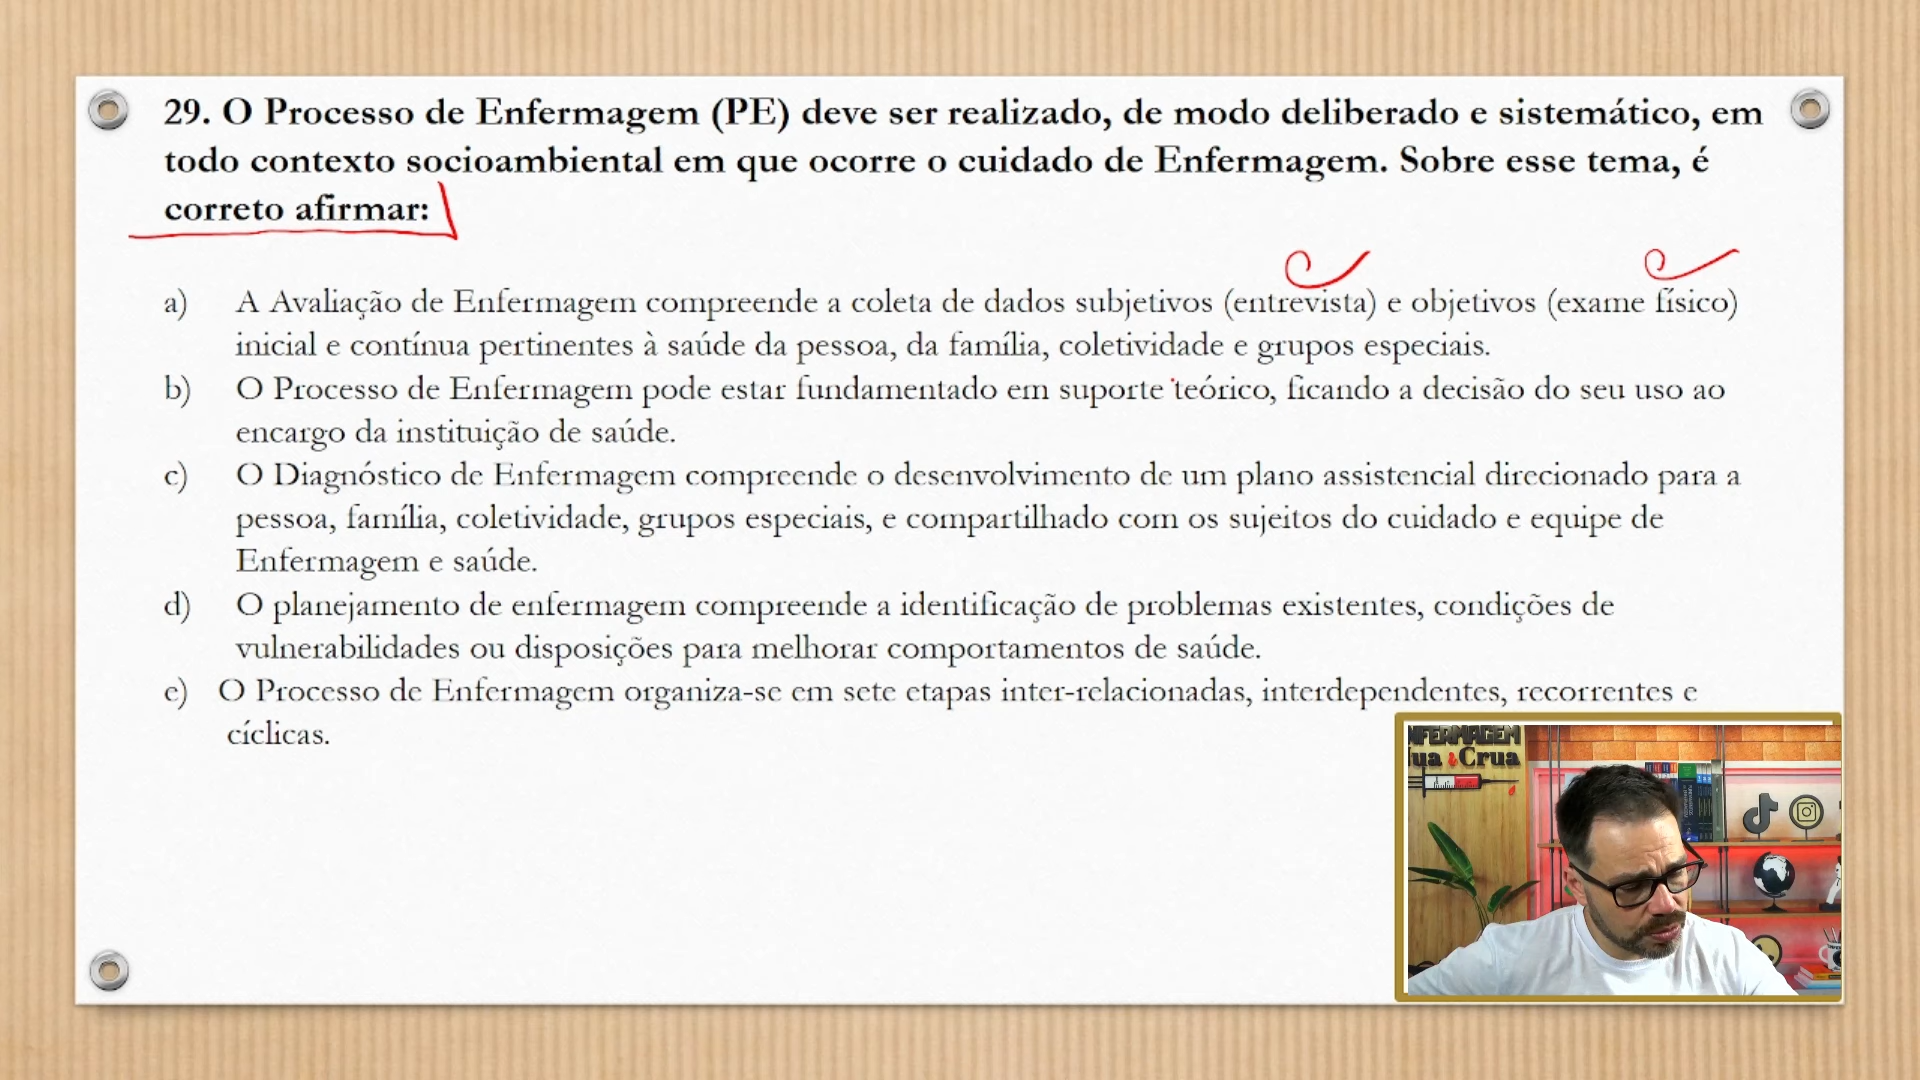 29. O Processo de Enfermagem (PE) deve ser realizado, de modo deliberado e sistemático, em
todo contexto socioambiental em que ocorre o cuidado de Enfermagem. Sobre esse tema, é
correto afirmar:
a) A Avaliação de Enfermagem compreende a coleta de dados subjetivos (entrevista) e objetivos (exame físico)
inicial e contínua pertinentes à saúde da pessoa, da família, coletividade e grupos especiais.
b) O Processo de Enfermagem pode estar fundamentado em suporte teórico, ficando a decisão do seu uso ao
encargo da instituição de saúde.
c) O Diagnóstico de Enfermagem compreende o desenvolvimento de um plano assistencial direcionado para a
pessoa, família, coletividade, grupos especiais, e compartilhado com os sujeitos do cuidado e equipe de
Enfermagem e saúde.
d) O planejamento de enfermagem compreende a identificação de problemas existentes, condições de
vulnerabilidades ou disposições para melhorar comportamentos de saúde.
e) O Processo de Enfermagem organiza-se em sete etapas inter-relacionadas, interdependentes, recorrentes e
cíclicas.
NFERMAGEM
ua Crua